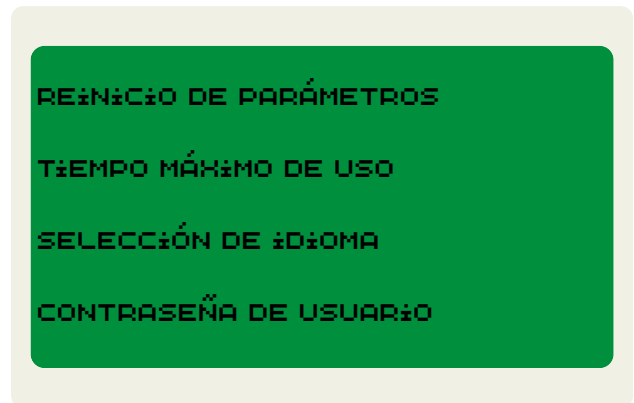 REINICIO DE PARÁMETROS
TIEMPO MÁXIMO DE USO
SELECCIÓN DE IDIOMA
CONTRASEÑA DE USUARIO